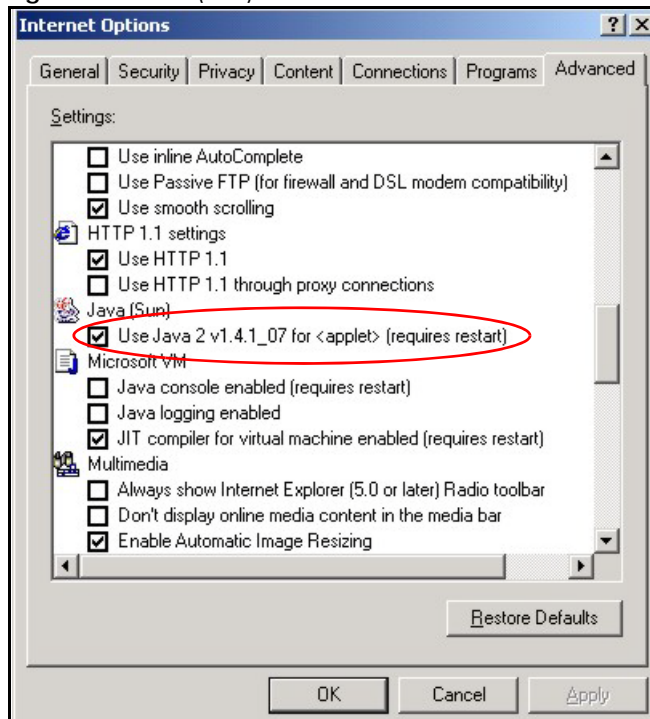 Internet Options
General Security Privacy Content Connections Programs Advanced
Settings:
Use inline AutoComplete
Use Passive FTP (for firewall and DSL modem compatibility)
Use smooth scrolling
HTTP 1.1 settings
Use HTTP 1.1
Use HTTP 1.1 through proxy connections
Java (Sun)
Use Java 2 v1.4.1_07 for <applet> (requires restart)
Microsoft VM
Java console enabled (requires restart)
Java logging enabled
JIT compiler for virtual machine enabled (requires restart)
Multimedia
Always show Internet Explorer (5.0 or later) Radio toolbar
Don't display online media content in the media bar
Enable Automatic Image Resizing
Restore Defaults
OK Cancel Apply